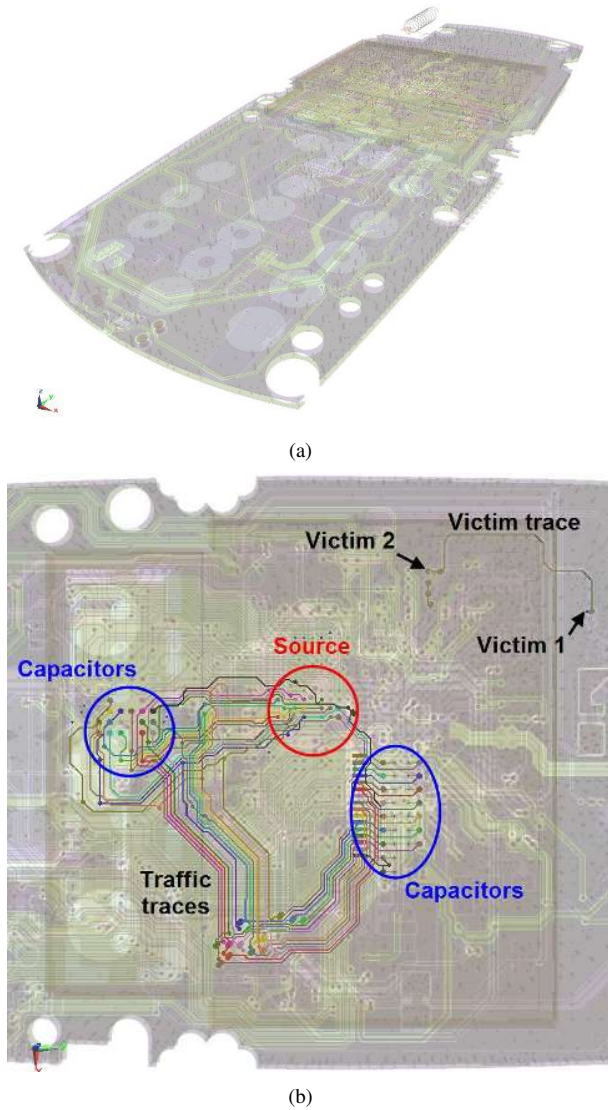 (a)
Victim trace
Victim 2
Victim 1
Source
Capacitors
Capacitors
Traffic
traces
(b)